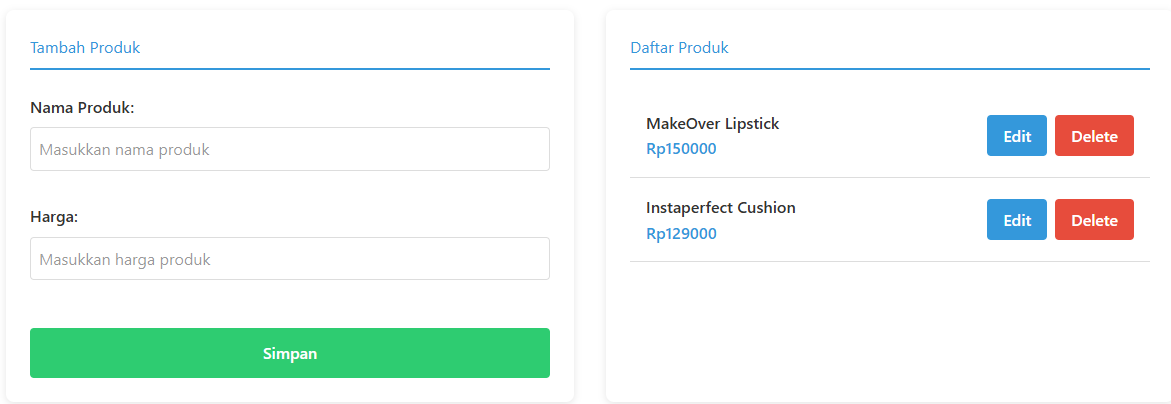 Tambah Produk
Nama Produk:
Masukkan nama produk
Harga:
Masukkan harga produk
Simpan
Daftar Produk
MakeOver Lipstick
Rp150000
Edit Delete
Instaperfect Cushion
Rp129000
Edit Delete